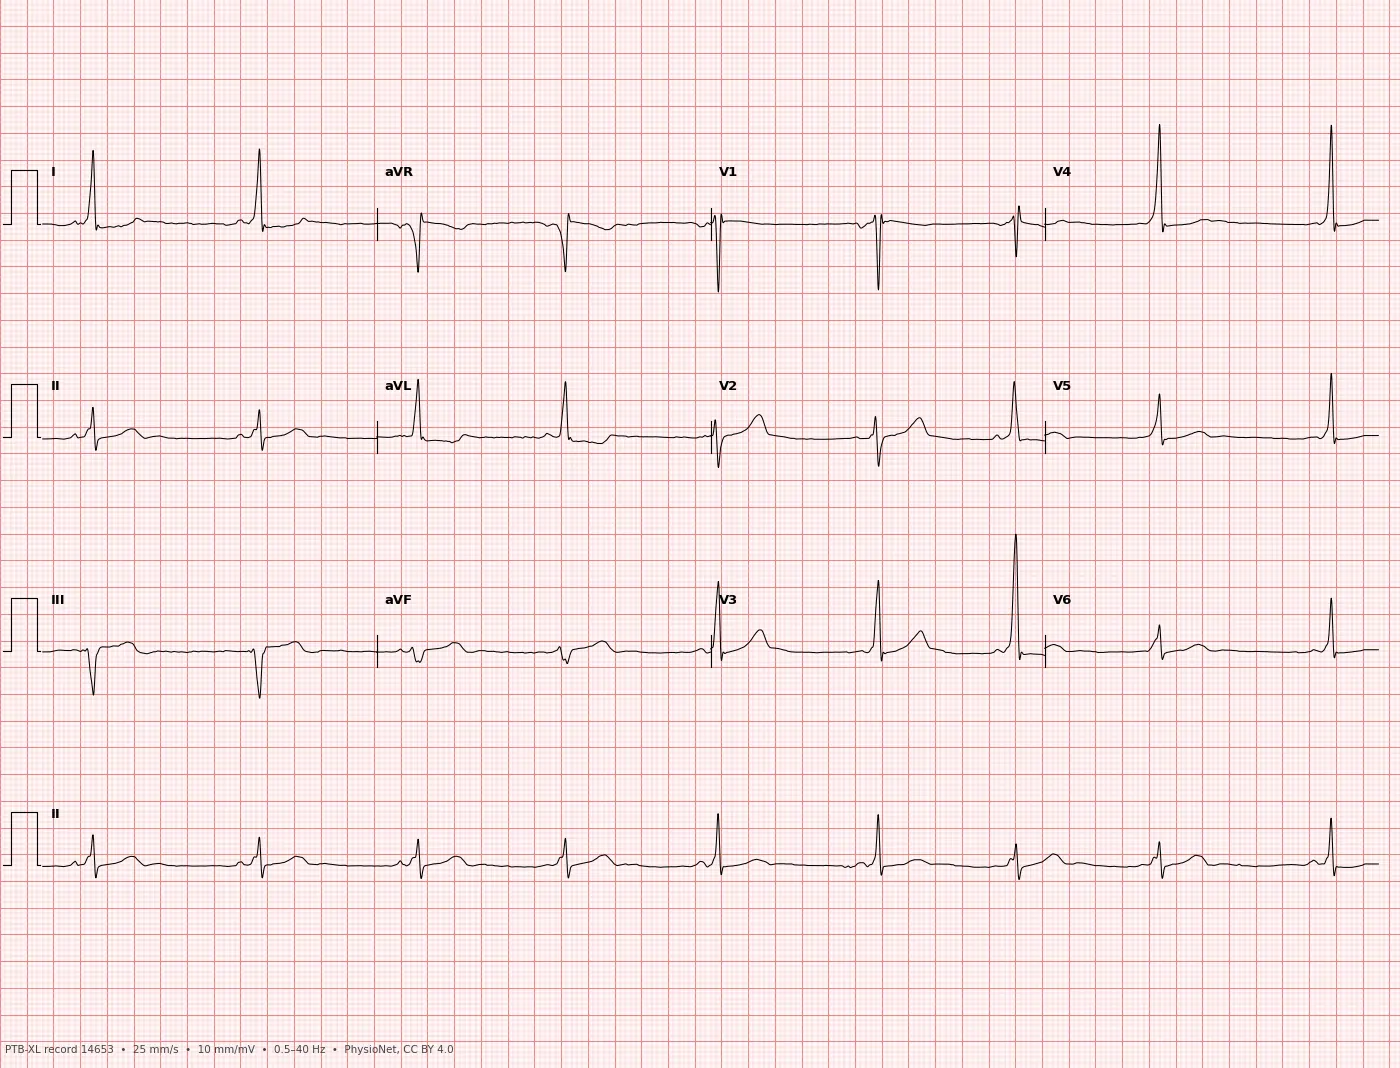 I aVR V1 V4
II aVL V2 V5
III aVF V3 V6
II
PTB-XL record 14653 • 25 mm/s • 10 mm/mV • 0.5–40 Hz • PhysioNet, CC BY 4.0